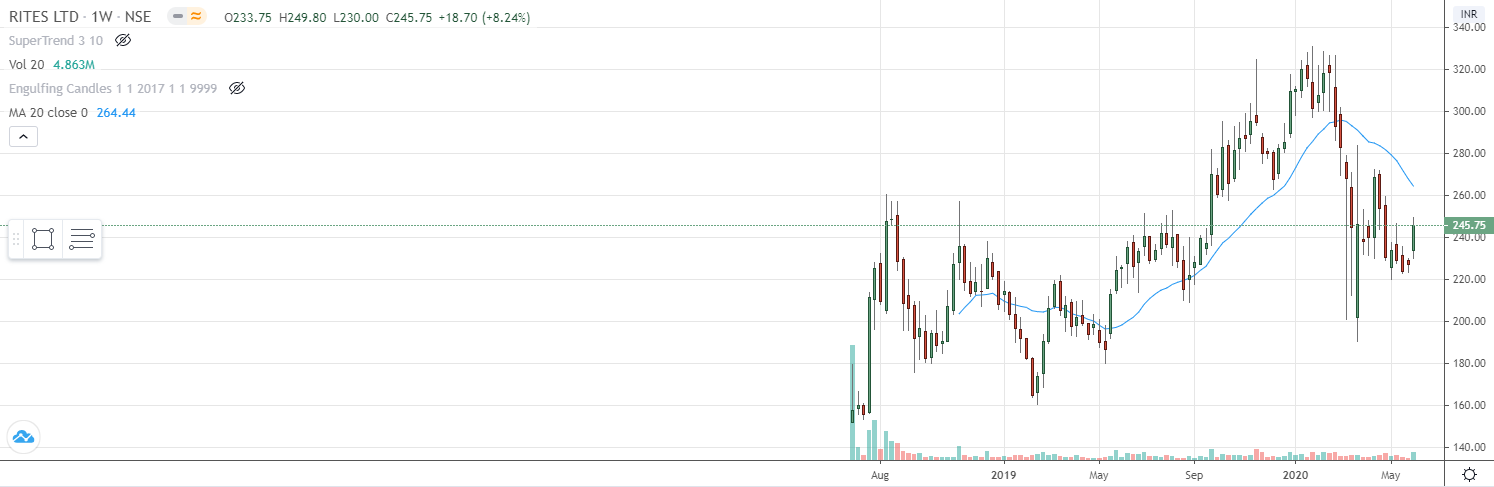 RITES LTD · 1W · NSE O233.75 H249.80 L230.00 C245.75 +18.70 (+8.24%)
SuperTrend 3 10
Vol 20 4.863M
Engulfing Candles 1 1 2017 1 1 9999
MA 20 close 0 264.44
INR
340.00
320.00
300.00
280.00
260.00
245.75
240.00
220.00
200.00
180.00
160.00
140.00
Aug 2019 May Sep 2020 May